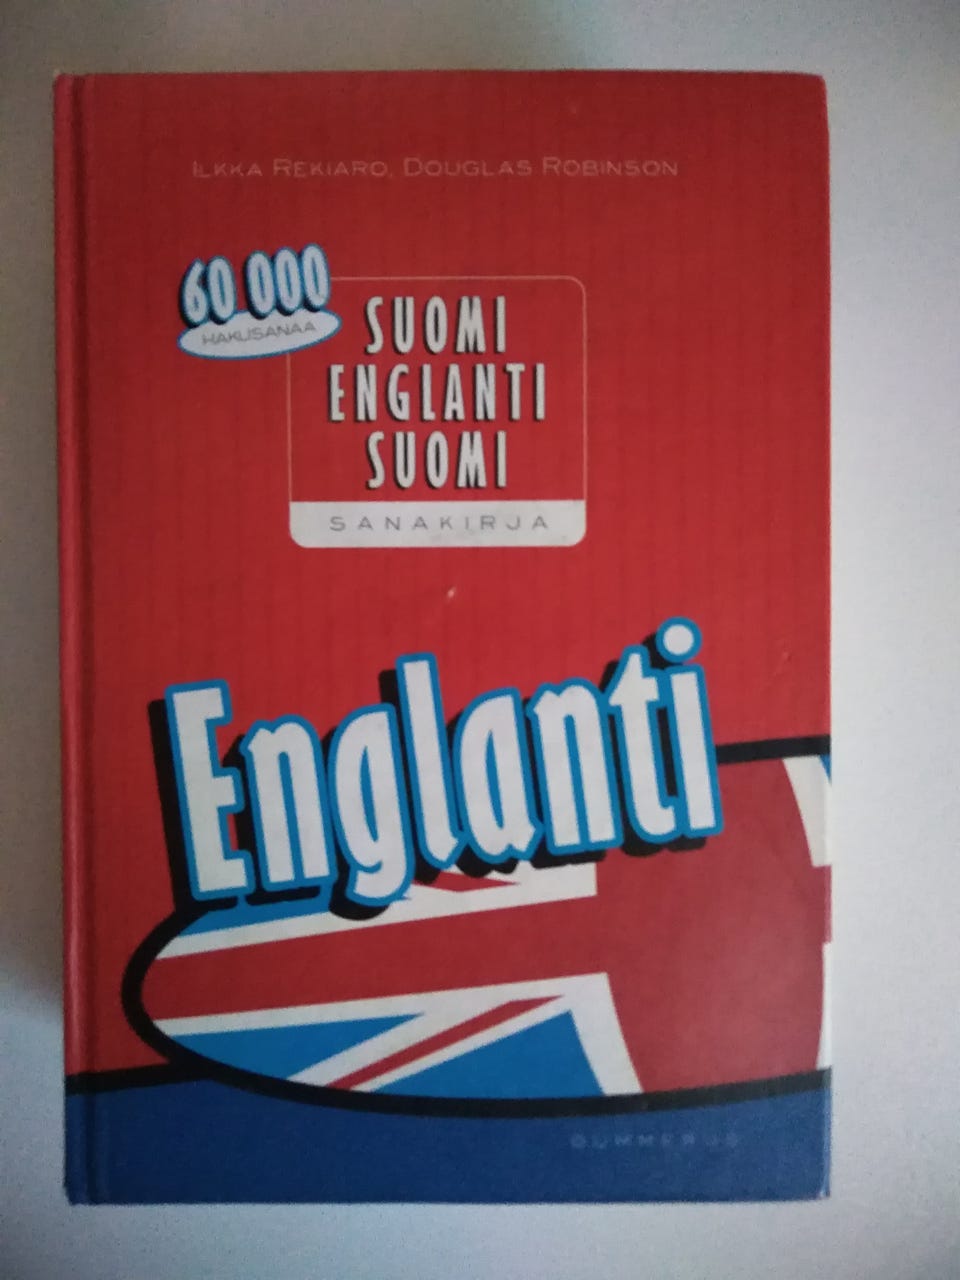 ILKKA REKIARO, DOUGLAS ROBINSON
60 000
HAKUSANAA
SUOMI
ENGLANTI
SUOMI
SANAKIRJA
Englanti
GUMMERUS